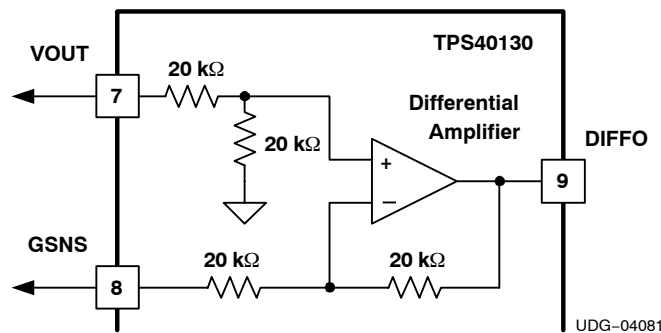 TPS40130
VOUT
7
20 kΩ
20 kΩ
Differential
Amplifier
DIFFO
+
−
9
GSNS
8
20 kΩ
20 kΩ
UDG−04081